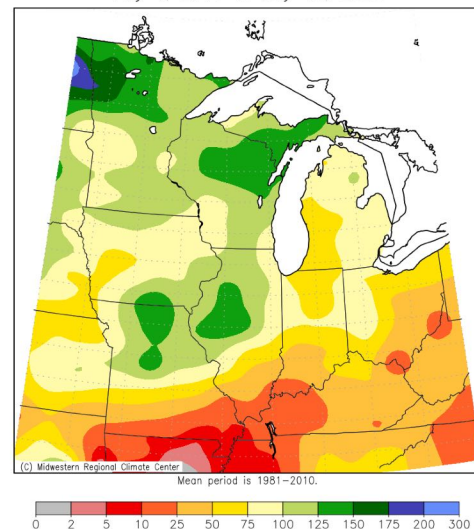 (C) Midwestern Regional Climate Center
Mean period is 1981-2010.
0 2 5 10 25 50 75 100 125 150 175 200 300